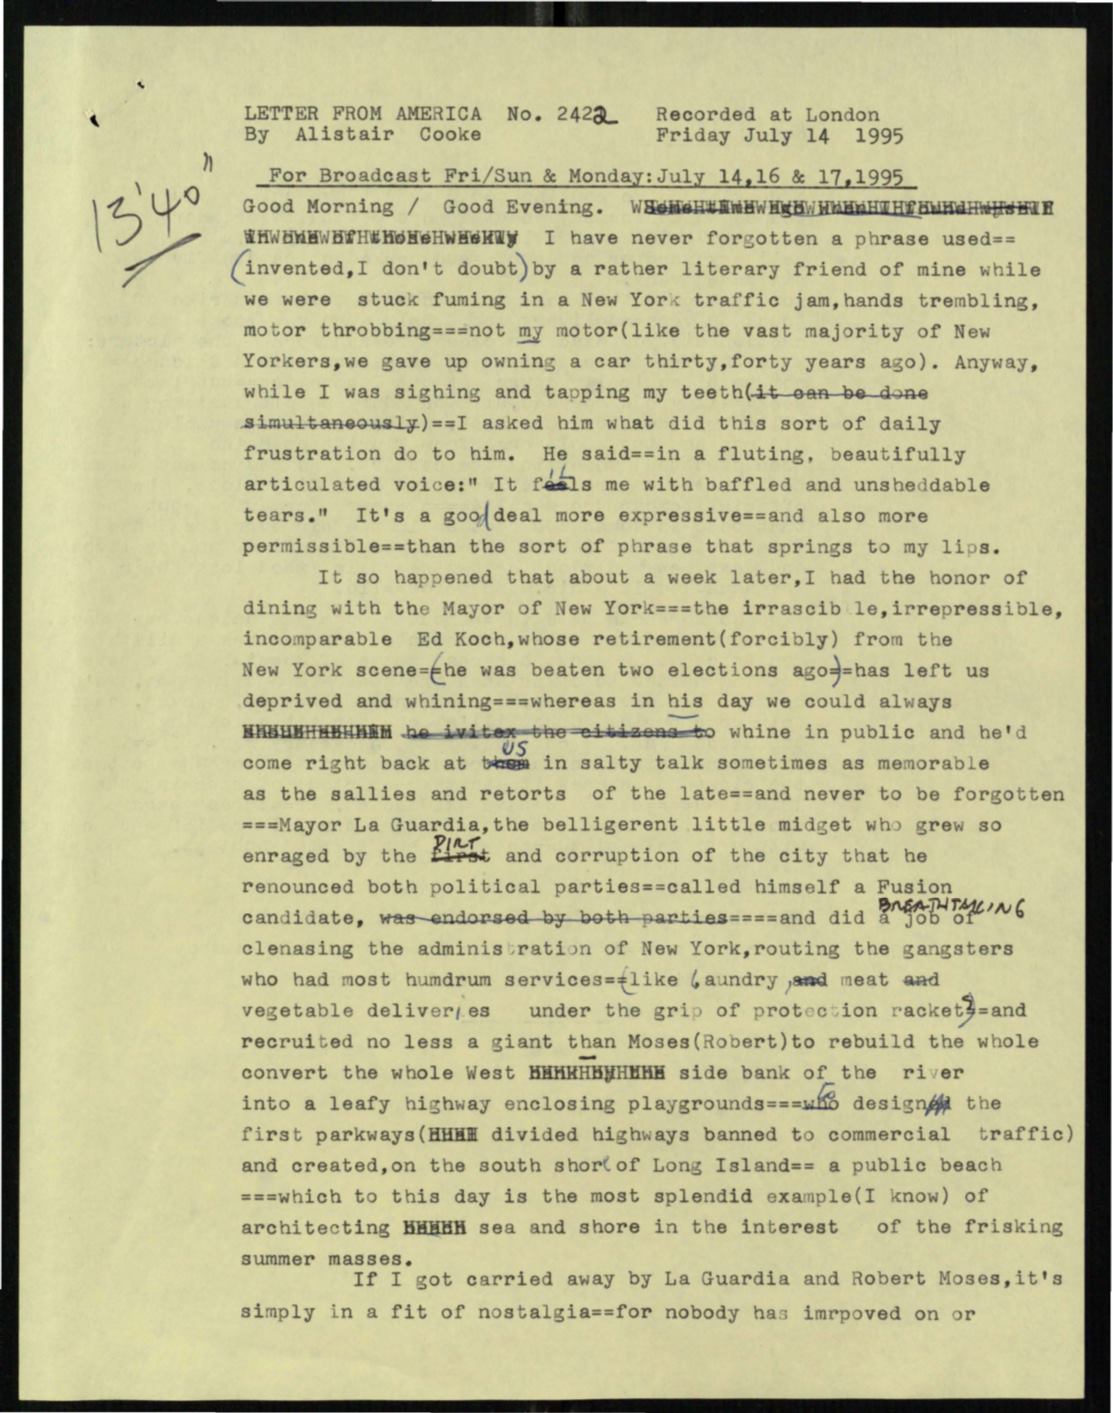 LETTER FROM AMERICA No. 2422 Recorded at London
By Alistair Cooke Friday July 14 1995
13'40"
For Broadcast Fri/Sun & Monday:July 14,16 & 17,1995
Good Morning / Good Evening.
I have never forgotten a phrase used==
(invented,I don't doubt)by a rather literary friend of mine while
we were stuck fuming in a New York traffic jam,hands trembling,
motor throbbing===not my motor(like the vast majority of New
Yorkers,we gave up owning a car thirty,forty years ago). Anyway,
while I was sighing and tapping my teeth(it can be done
simultaneously)==I asked him what did this sort of daily
frustration do to him. He said==in a fluting, beautifully
articulated voice:" It fills me with baffled and unsheddable
tears." It's a good deal more expressive==and also more
permissible==than the sort of phrase that springs to my lips.
It so happened that about a week later,I had the honor of
dining with the Mayor of New York===the irrascib le,irrepressible,
incomparable Ed Koch,whose retirement(forcibly) from the
New York scene=(he was beaten two elections ago)=has left us
deprived and whining===whereas in his day we could always
he ivitex the citizens to whine in public and he'd
come right back at them US in salty talk sometimes as memorable
as the sallies and retorts of the late==and never to be forgotten
===Mayor La Guardia,the belligerent little midget who grew so
enraged by the first DIRT and corruption of the city that he
renounced both political parties==called himself a Fusion
candidate, was endorsed by both parties====and did a BREATHTAKING job of
clenasing the administration of New York,routing the gangsters
who had most humdrum services==(like laundry ,and meat and
vegetable deliveries under the grip of protection rackets)=and
recruited no less a giant than Moses(Robert)to rebuild the whole
convert the whole West side bank of the river
into a leafy highway enclosing playgrounds===who to design the
first parkways( divided highways banned to commercial traffic)
and created,on the south shore of Long Island== a public beach
===which to this day is the most splendid example(I know) of
architecting sea and shore in the interest of the frisking
summer masses.
If I got carried away by La Guardia and Robert Moses,it's
simply in a fit of nostalgia==for nobody has imrpoved on or